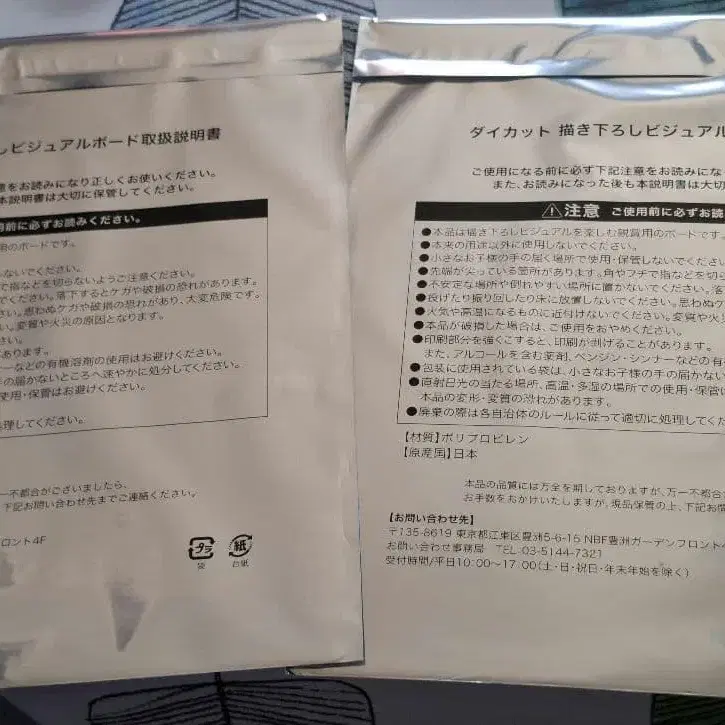 しビジュアルボード取扱説明書
意をお読みになり正しくお使いください。
本説明書は大切に保管してください。
用前に必ずお読みください。
用のボードです。
ないでください。
で指などを切らないようご注意ください。
ください。落下するとケガや破損の恐れがあります。
さい。思わぬケガや破損の恐れがあり、大変危険です。
い。変質や火災の原因となります。
さい。
あります。
ーなどの有機溶剤の使用はお避けください。
の届かないところへ速やかに処分してください。
使用・保管はお避けください。
処理してください。
一不都合がございましたら、
下記お問い合わせ先までご連絡ください。
フロント4F
プラ
袋
紙
台紙
ダイカット 描き下ろしビジュアル
ご使用になる前に必ず下記注意をお読みにな
また、お読みになった後も本説明書は大切
⚠注意 ご使用前に必ずお読
●本品は描き下ろしビジュアルを楽しむ観賞用のボードです。
●本来の用途以外に使用しないでください。
●小さなお子様の手の届く場所で使用・保管しないでください
●先端が尖っている箇所があります。角やフチで指などを切ら
●不安定な場所や倒れやすい場所に置かないでください。落
●投げたり振り回したり床に放置しないでください。思わぬケ
●火気や高温になるものに近付けないでください。変質や火
●本品が破損した場合は、ご使用をおやめください。
●印刷部分を強くこすると、印刷が剥げることがあります。
また、アルコールを含む薬剤、ベンジン・シンナーなどの有
●包装に使用されている袋は、小さなお子様の手の届かない
●直射日光の当たる場所、高温・多湿の場所での使用・保管は
本品の変形・変質の恐れがあります。
●廃棄の際は各自治体のルールに従って適切に処理してくだ
【材質】ポリプロピレン
【原産国】日本
本品の品質には万全を期しておりますが、万一不都合
お手数をおかけいたしますが、現品保管の上、下記お問
【お問い合わせ先】
〒135-8619 東京都江東区豊洲5-6-15 NBF豊洲ガーデンフロント4
お問い合わせ事務局 TEL.03-5144-7321
受付時間/平日10:00〜17:00(土・日・祝日・年末年始を除く)